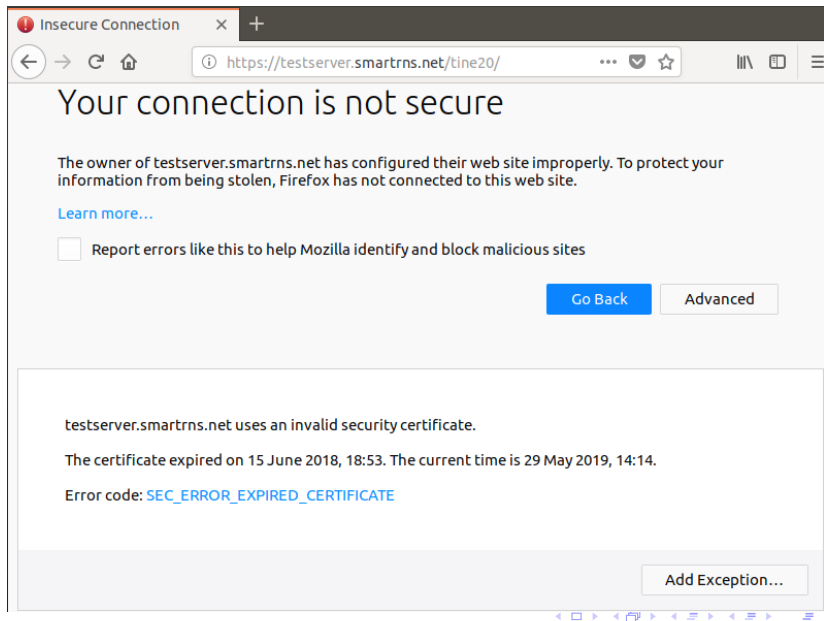 Insecure Connection
https://testserver.smartrns.net/tine20/
Your connection is not secure
The owner of testserver.smartrns.net has configured their web site improperly. To protect your
information from being stolen, Firefox has not connected to this web site.
Learn more…
Report errors like this to help Mozilla identify and block malicious sites
Go Back
Advanced
testserver.smartrns.net uses an invalid security certificate.
The certificate expired on 15 June 2018, 18:53. The current time is 29 May 2019, 14:14.
Error code: SEC_ERROR_EXPIRED_CERTIFICATE
Add Exception…